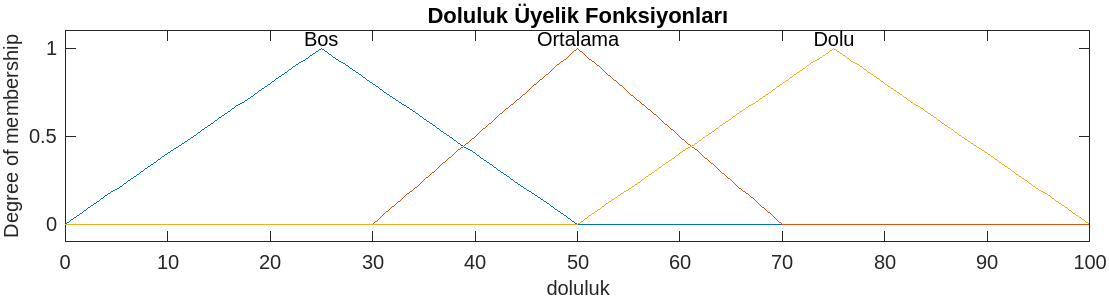 Doluluk Üyelik Fonksiyonları
Bos
Ortalama
Dolu
Degree of membership
1
0.5
0
0 10 20 30 40 50 60 70 80 90 100
doluluk